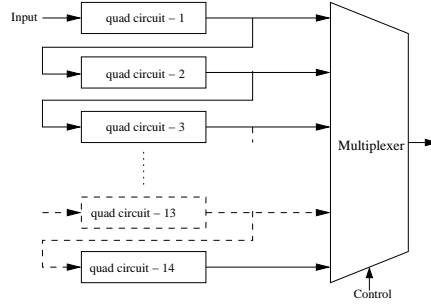 Input
quad circuit – 1
quad circuit – 2
quad circuit – 3
Multiplexer
quad circuit – 13
quad circuit – 14
Control